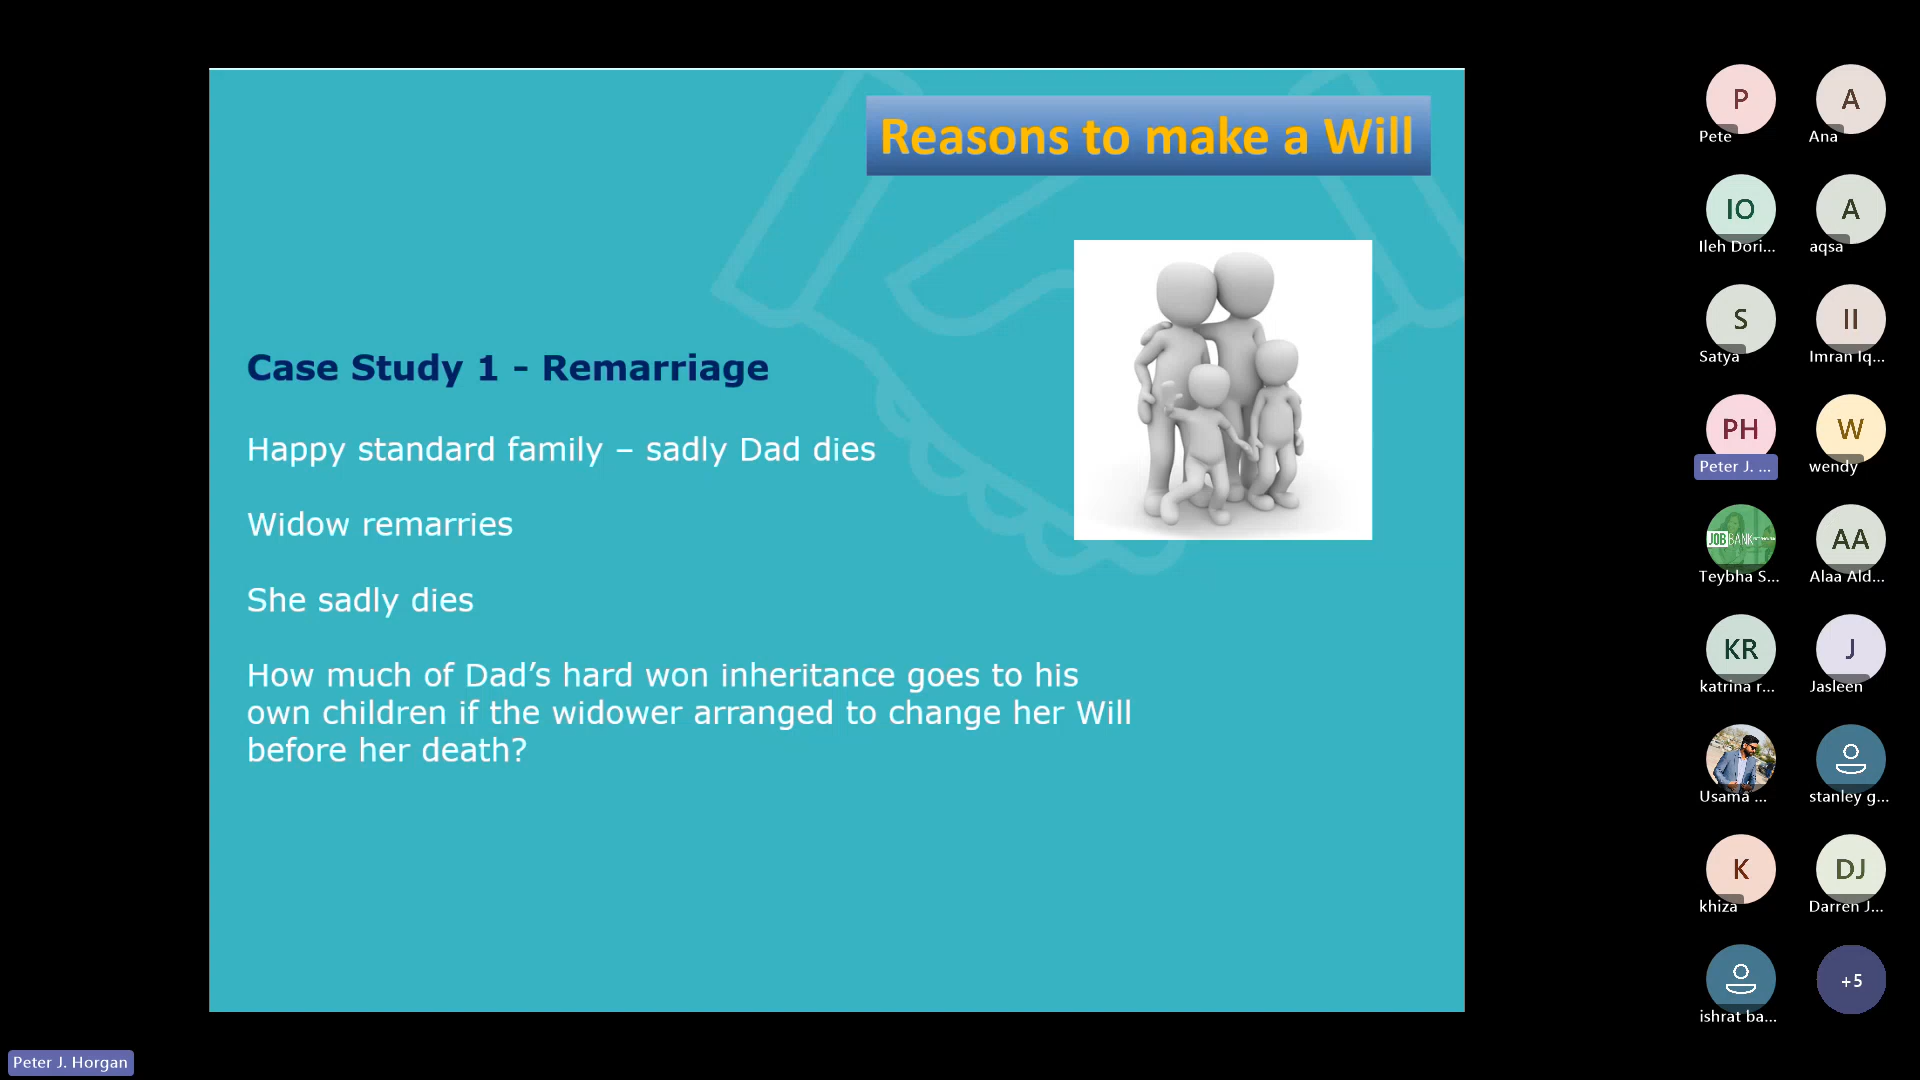 Reasons to make a Will
Case Study 1 - Remarriage
Happy standard family – sadly Dad dies
Widow remarries
She sadly dies
How much of Dad’s hard won inheritance goes to his
own children if the widower arranged to change her Will
before her death?
P
Pete
A
Ana
IO
Ileh Dori...
A
aqsa
S
Satya
II
Imran Iq...
PH
Peter J. ...
W
wendy
JOB BANK
Teybha S...
AA
Alaa Ald...
KR
katrina r...
J
Jasleen
Usama ...
stanley g...
K
khiza
DJ
Darren J...
ishrat ba...
+5
Peter J. Horgan